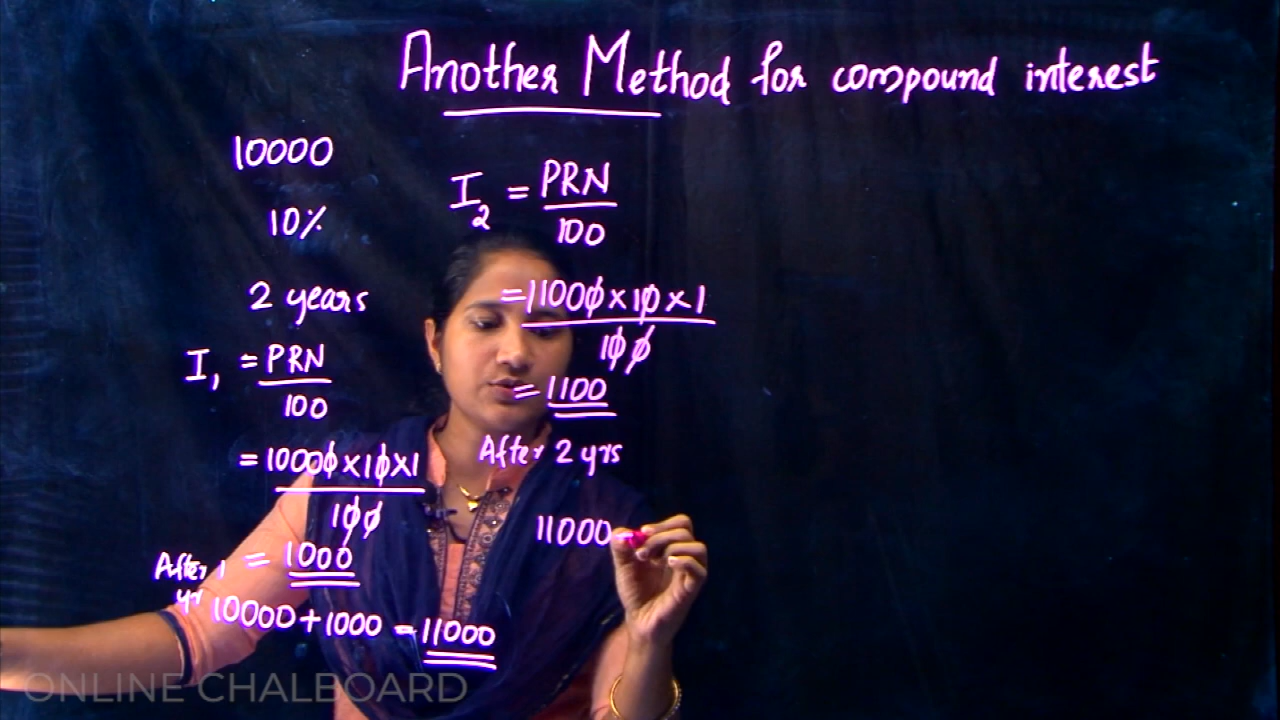 Another Method for compound interest
10000
10%
2 years
I₁ = PRN
100
= 10000 x 10 x 1
100
After 1 yr = 1000
10000 + 1000 = 11000
I₂ = PRN
100
= 11000 x 10 x 1
100
= 1100
After 2 yrs
11000
ONLINE CHALBOARD